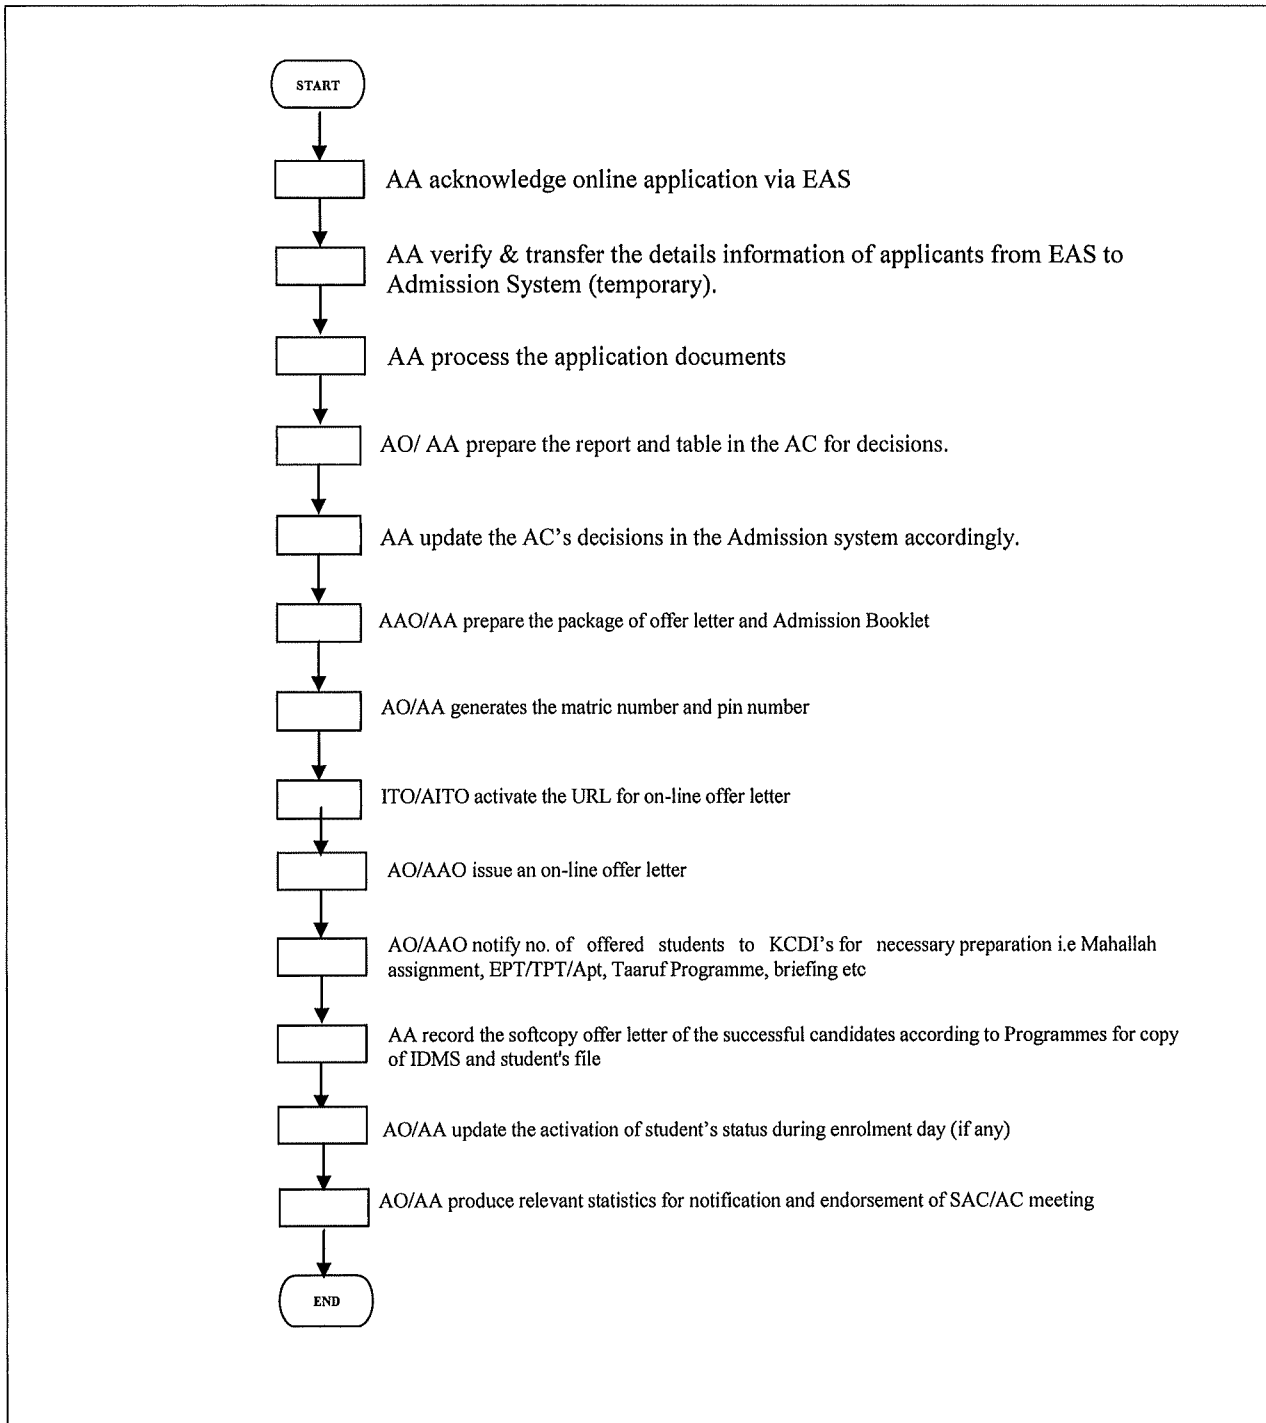 START
AA acknowledge online application via EAS
AA verify & transfer the details information of applicants from EAS to
Admission System (temporary).
AA process the application documents
AO/ AA prepare the report and table in the AC for decisions.
AA update the AC's decisions in the Admission system accordingly.
AAO/AA prepare the package of offer letter and Admission Booklet
AO/AA generates the matric number and pin number
ITO/AITO activate the URL for on-line offer letter
AO/AAO issue an on-line offer letter
AO/AAO notify no. of offered students to KCDI's for necessary preparation i.e Mahallah
assignment, EPT/TPT/Apt, Taaruf Programme, briefing etc
AA record the softcopy offer letter of the successful candidates according to Programmes for copy
of IDMS and student's file
AO/AA update the activation of student's status during enrolment day (if any)
AO/AA produce relevant statistics for notification and endorsement of SAC/AC meeting
END